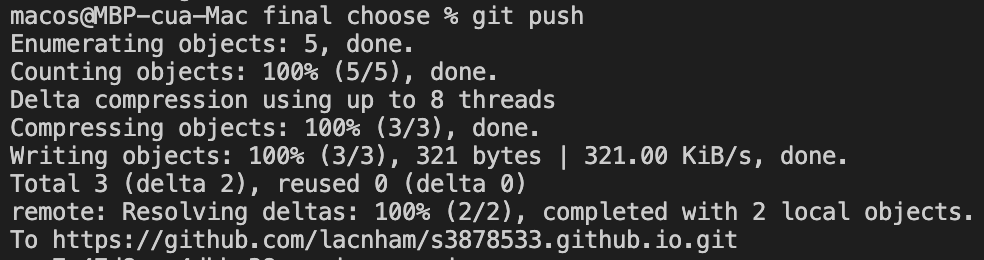 macos@MBP-cua-Mac final choose % git push
Enumerating objects: 5, done.
Counting objects: 100% (5/5), done.
Delta compression using up to 8 threads
Compressing objects: 100% (3/3), done.
Writing objects: 100% (3/3), 321 bytes | 321.00 KiB/s, done.
Total 3 (delta 2), reused 0 (delta 0)
remote: Resolving deltas: 100% (2/2), completed with 2 local objects.
To https://github.com/lacnham/s3878533.github.io.git